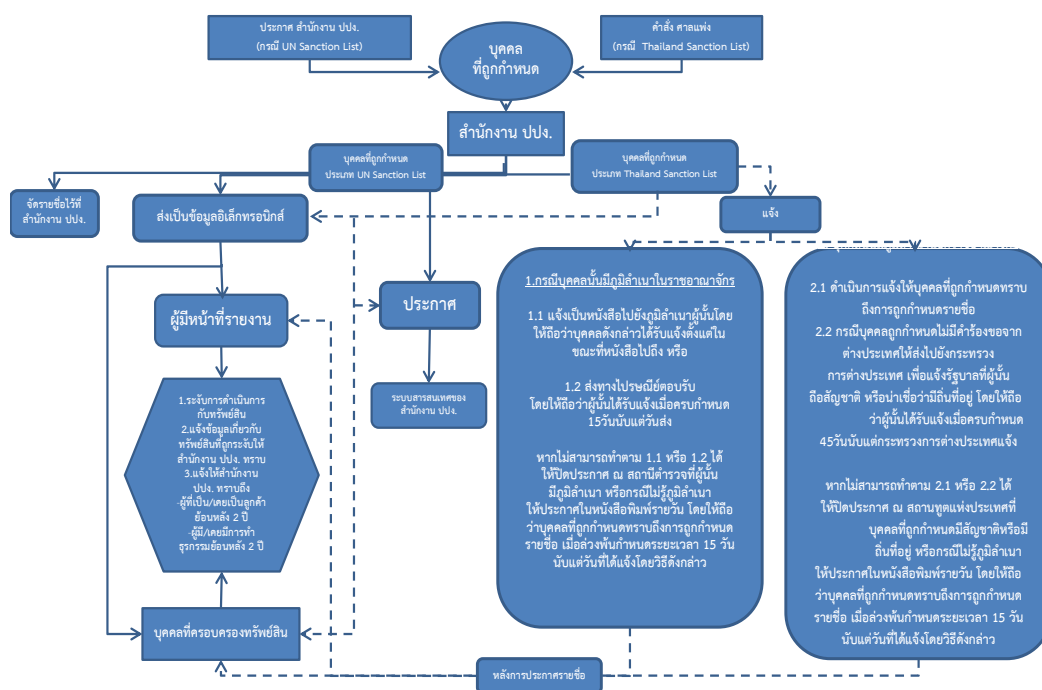 ประกาศ สำนักงาน ปปง.
(กรณี UN Sanction List)
บุคคล
ที่ถูกกำหนด
คำสั่ง ศาลแพ่ง
(กรณี Thailand Sanction List)
สำนักงาน ปปง.
บุคคลที่ถูกกำหนด
ประเภท UN Sanction List
บุคคลที่ถูกกำหนด
ประเภท Thailand Sanction List
จัดรายชื่อไว้ที่
สำนักงาน ปปง.
ส่งเป็นข้อมูลอิเล็กทรอนิกส์
แจ้ง
ผู้มีหน้าที่รายงาน
ประกาศ
ระบบสารสนเทศของ
สำนักงาน ปปง.
1.ระงับการดำเนินการ
กับทรัพย์สิน
2.แจ้งข้อมูลเกี่ยวกับ
ทรัพย์สินที่ถูกระงับให้
สำนักงาน ปปง. ทราบ
3.แจ้งให้สำนักงาน
ปปง. ทราบถึง
-ผู้ที่เป็น/เคยเป็นลูกค้า
ย้อนหลัง 2 ปี
-ผู้มี/เคยมีการทำ
ธุรกรรมย้อนหลัง 2 ปี
บุคคลที่ครอบครองทรัพย์สิน
1.กรณีบุคคลนั้นมีภูมิลำเนาในราชอาณาจักร
1.1 แจ้งเป็นหนังสือไปยังภูมิลำเนาผู้นั้นโดย
ให้ถือว่าบุคคลดังกล่าวได้รับแจ้งตั้งแต่ใน
ขณะที่หนังสือไปถึง หรือ
1.2 ส่งทางไปรษณีย์ตอบรับ
โดยให้ถือว่าผู้นั้นได้รับแจ้งเมื่อครบกำหนด
15วันนับแต่วันส่ง
หากไม่สามารถทำตาม 1.1 หรือ 1.2 ได้
ให้ปิดประกาศ ณ สถานีตำรวจที่ผู้นั้น
มีภูมิลำเนา หรือกรณีไม่รู้ภูมิลำเนา
ให้ประกาศในหนังสือพิมพ์รายวัน โดยให้ถือ
ว่าบุคคลที่ถูกกำหนดทราบถึงการถูกกำหนด
รายชื่อ เมื่อล่วงพ้นกำหนดระยะเวลา 15 วัน
นับแต่วันที่ได้แจ้งโดยวิธีดังกล่าว
2.1 ดำเนินการแจ้งให้บุคคลที่ถูกกำหนดทราบ
ถึงการถูกกำหนดรายชื่อ
2.2 กรณีบุคคลถูกกำหนดไม่มีคำร้องขอจาก
ต่างประเทศให้ส่งไปยังกระทรวง
การต่างประเทศ เพื่อแจ้งรัฐบาลที่ผู้นั้น
ถือสัญชาติ หรือน่าเชื่อว่ามีถิ่นที่อยู่ โดยให้ถือ
ว่าผู้นั้นได้รับแจ้งเมื่อครบกำหนด
45วันนับแต่กระทรวงการต่างประเทศแจ้ง
หากไม่สามารถทำตาม 2.1 หรือ 2.2 ได้
ให้ปิดประกาศ ณ สถานทูตแห่งประเทศที่
บุคคลที่ถูกกำหนดมีสัญชาติหรือมี
ถิ่นที่อยู่ หรือกรณีไม่รู้ภูมิลำเนา
ให้ประกาศในหนังสือพิมพ์รายวัน โดยให้ถือ
ว่าบุคคลที่ถูกกำหนดทราบถึงการถูกกำหนด
รายชื่อ เมื่อล่วงพ้นกำหนดระยะเวลา 15 วัน
นับแต่วันที่ได้แจ้งโดยวิธีดังกล่าว
หลังการประกาศรายชื่อ